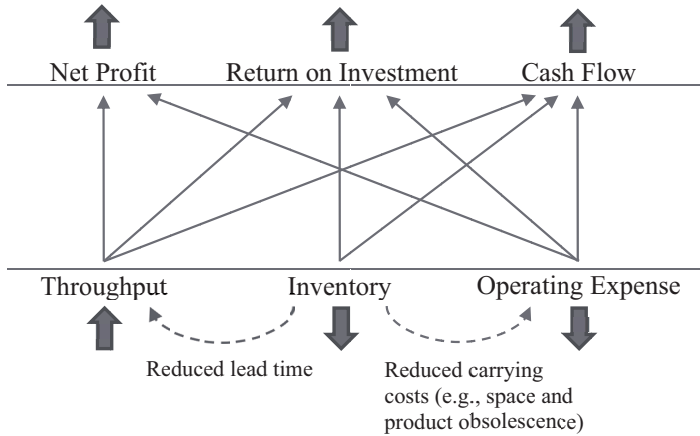 Net Profit Return on Investment Cash Flow
Throughput Inventory Operating Expense
Reduced lead time
Reduced carrying
costs (e.g., space and
product obsolescence)